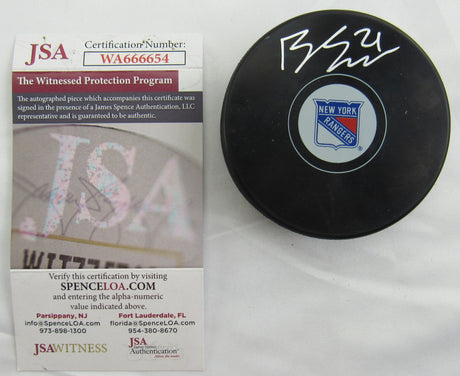 JSA
Certification Number:
WA666654
The Witnessed Protection Program
The autographed piece which accompanies this certificate was
signed in the presence of a James Spence Authentication, LLC
representative and is guaranteed to be authentic.
JSA
Verify this certification by visiting
SPENCELOA.COM
and entering the alpha-numeric
value indicated above.
Parsippany, NJ
info@SpenceLOA.com
973-898-1300
Fort Lauderdale, FL
florida@SpenceLOA.com
954-380-8670
JSAWITNESS
JSA
Authentication
21
NEW YORK
RANGERS